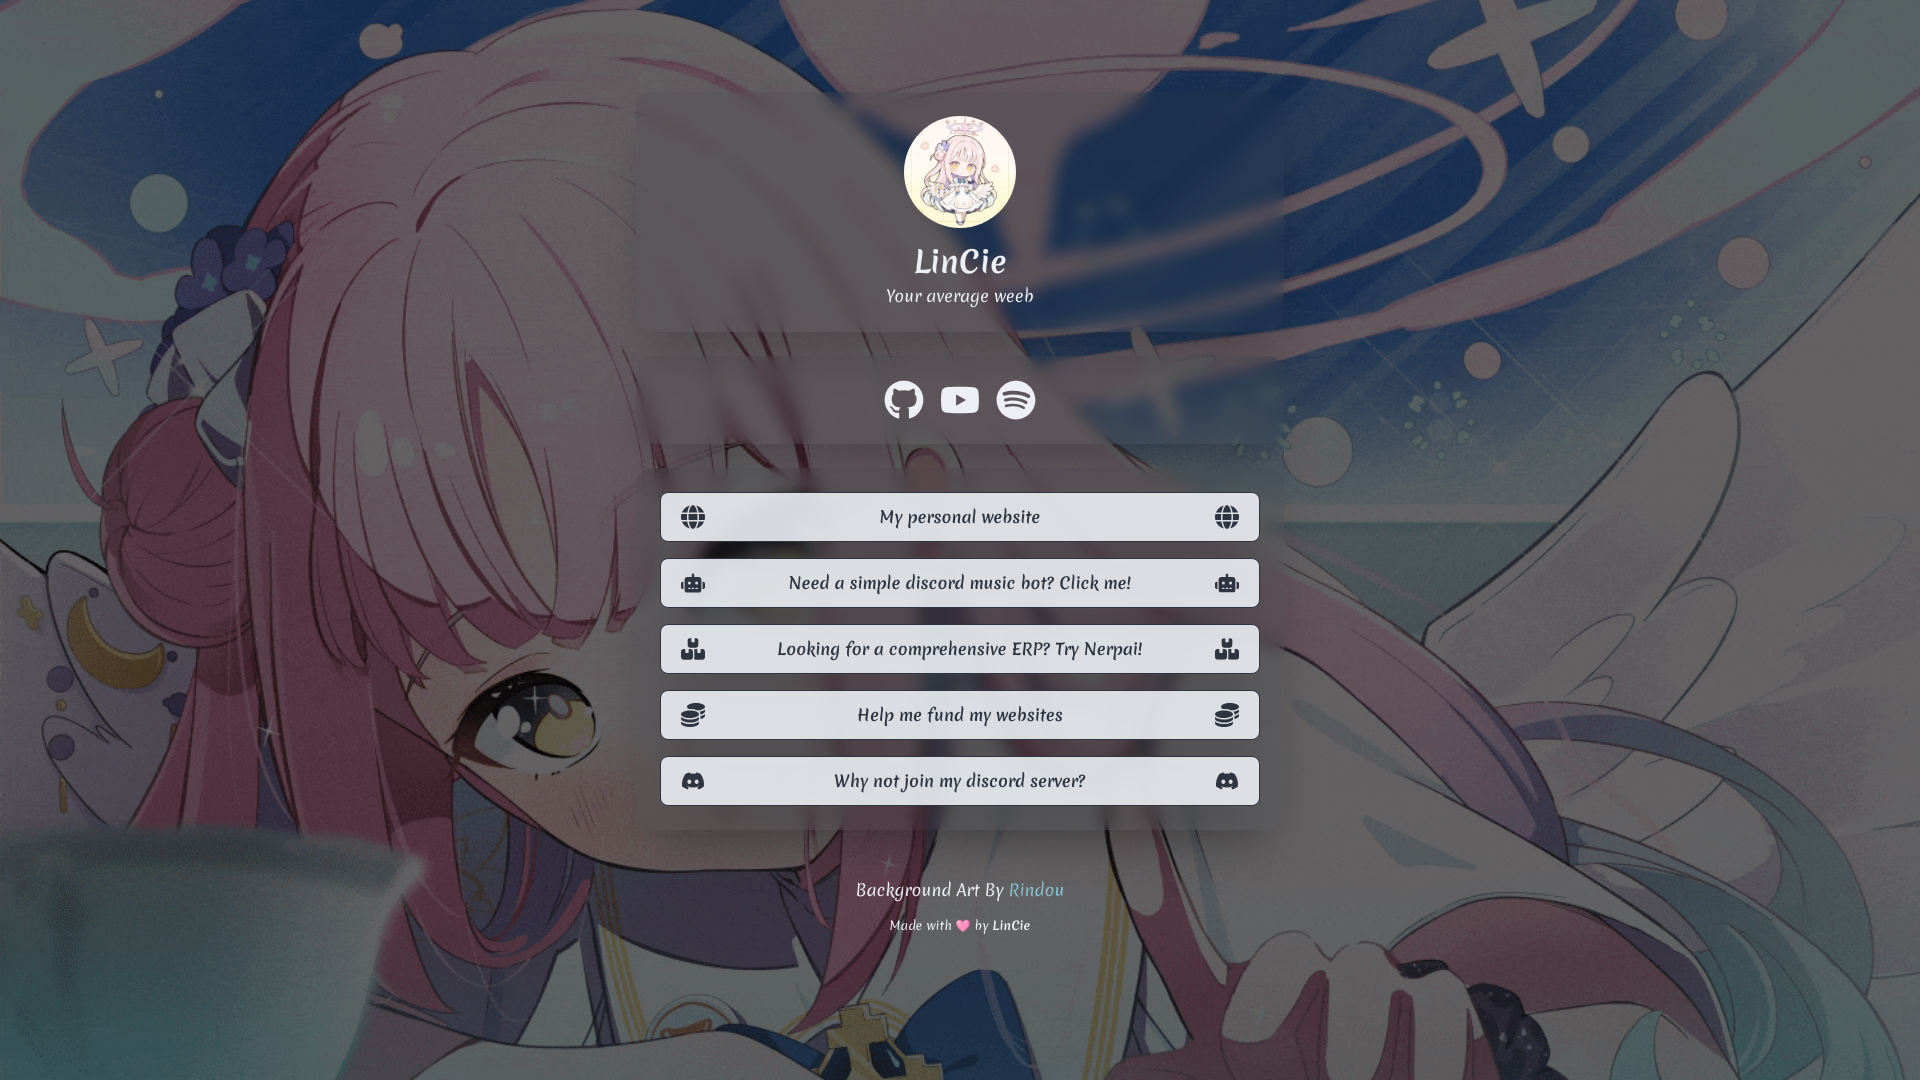 LinCie
Your average weeb
My personal website
Need a simple discord music bot? Click me!
Looking for a comprehensive ERP? Try Nerpai!
Help me fund my websites
Why not join my discord server?
Background Art By Rindou
Made with 🩷 by LinCie